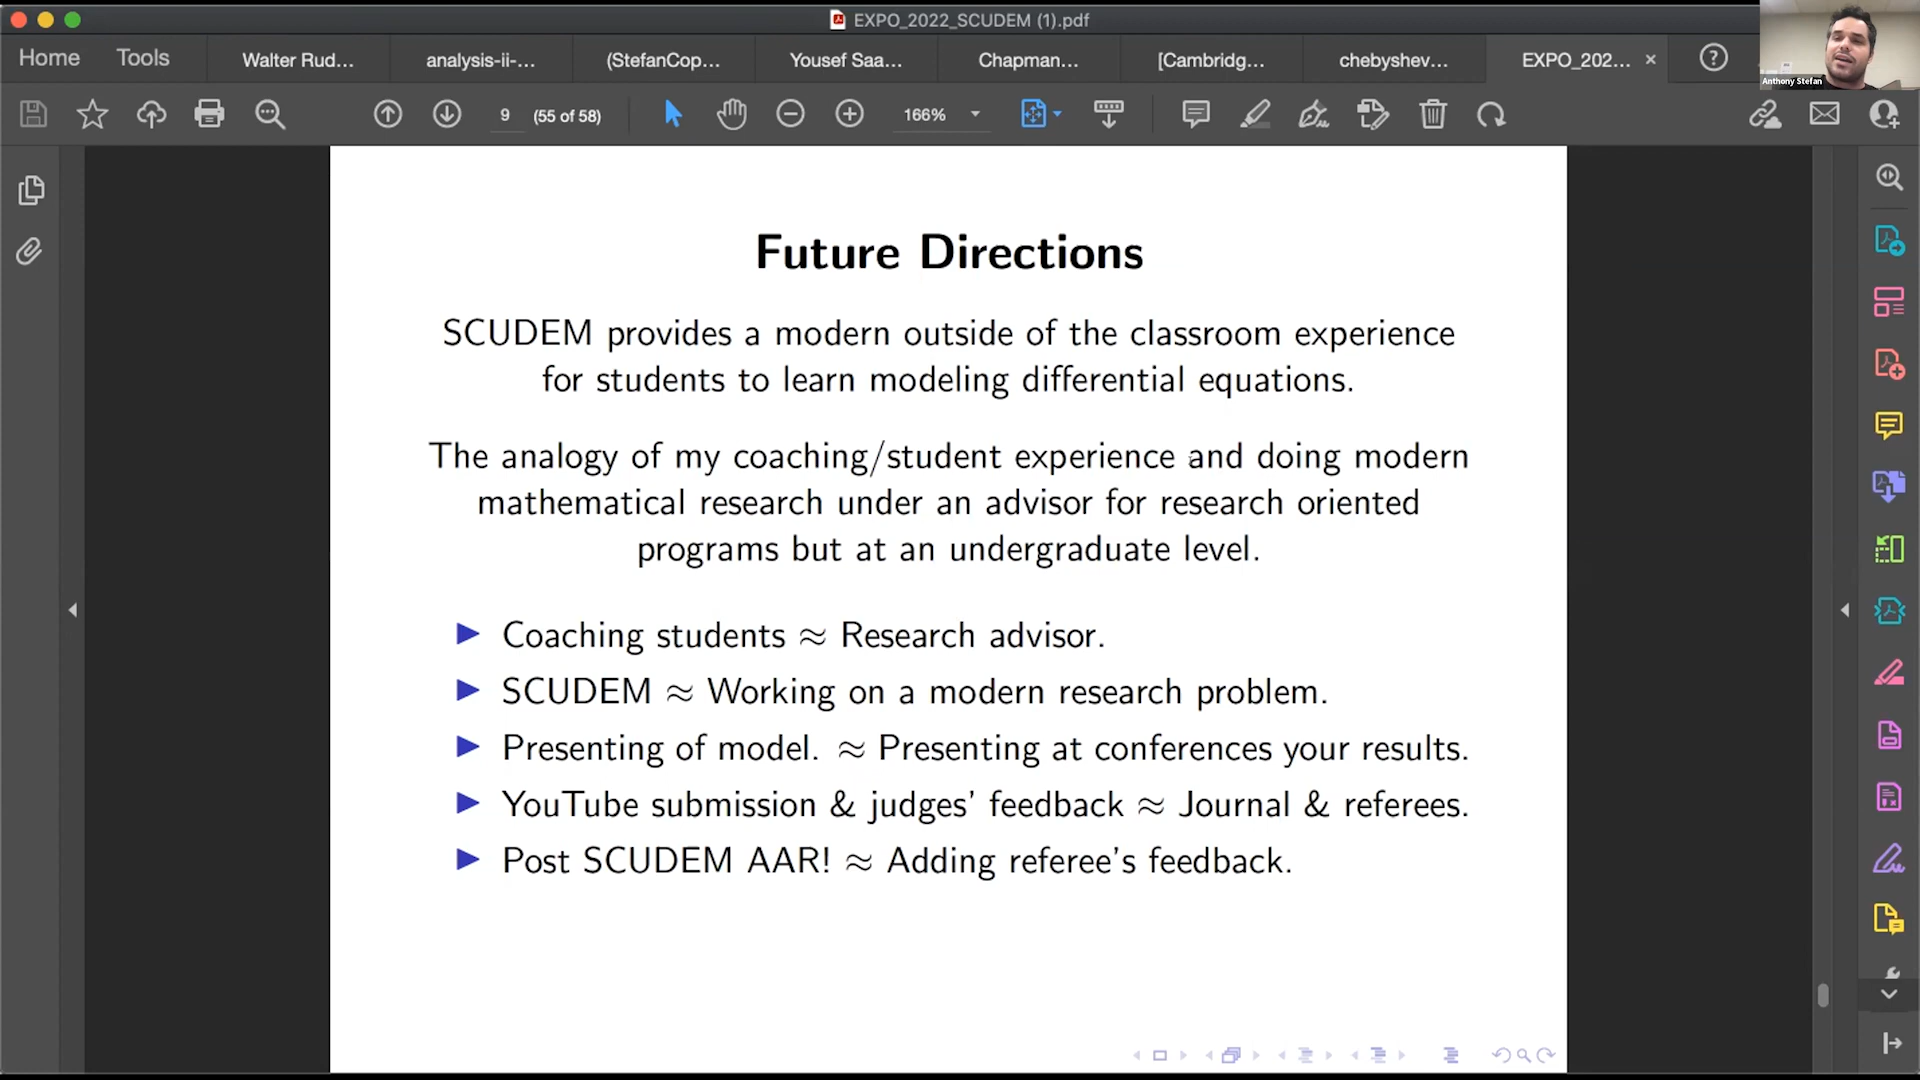 EXPO_2022_SCUDEM (1).pdf
Anthony Stefan
Home
Tools
Walter Rud...
analysis-ii-...
(StefanCop...
Yousef Saa...
Chapman...
[Cambridg...
chebyshev...
EXPO_202...
9
(55 of 58)
166%
Future Directions
SCUDEM provides a modern outside of the classroom experience
for students to learn modeling differential equations.
The analogy of my coaching/student experience and doing modern
mathematical research under an advisor for research oriented
programs but at an undergraduate level.
Coaching students ≈ Research advisor.
SCUDEM ≈ Working on a modern research problem.
Presenting of model. ≈ Presenting at conferences your results.
YouTube submission & judges' feedback ≈ Journal & referees.
Post SCUDEM AAR! ≈ Adding referee's feedback.